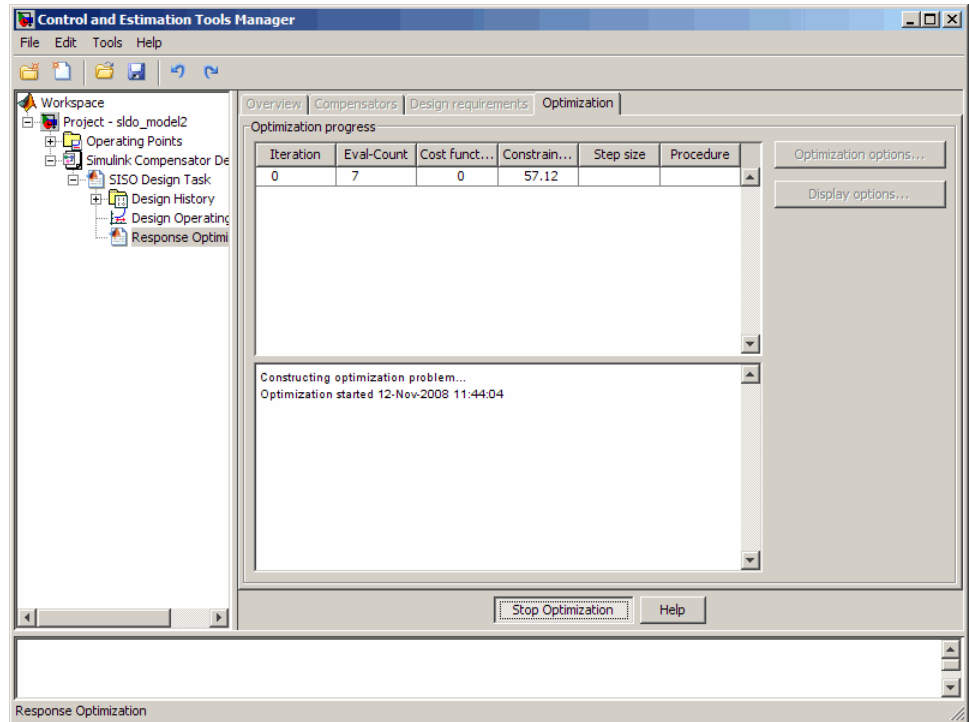 Control and Estimation Tools Manager
File Edit Tools Help
Workspace
Project - sldo_model2
Operating Points
Simulink Compensator De
SISO Design Task
Design History
Design Operating
Response Optimi
Overview Compensators Design requirements Optimization
Optimization progress
Iteration Eval-Count Cost funct... Constrain... Step size Procedure
0 7 0 57.12
Optimization options...
Display options...
Constructing optimization problem...
Optimization started 12-Nov-2008 11:44:04
Stop Optimization Help
Response Optimization